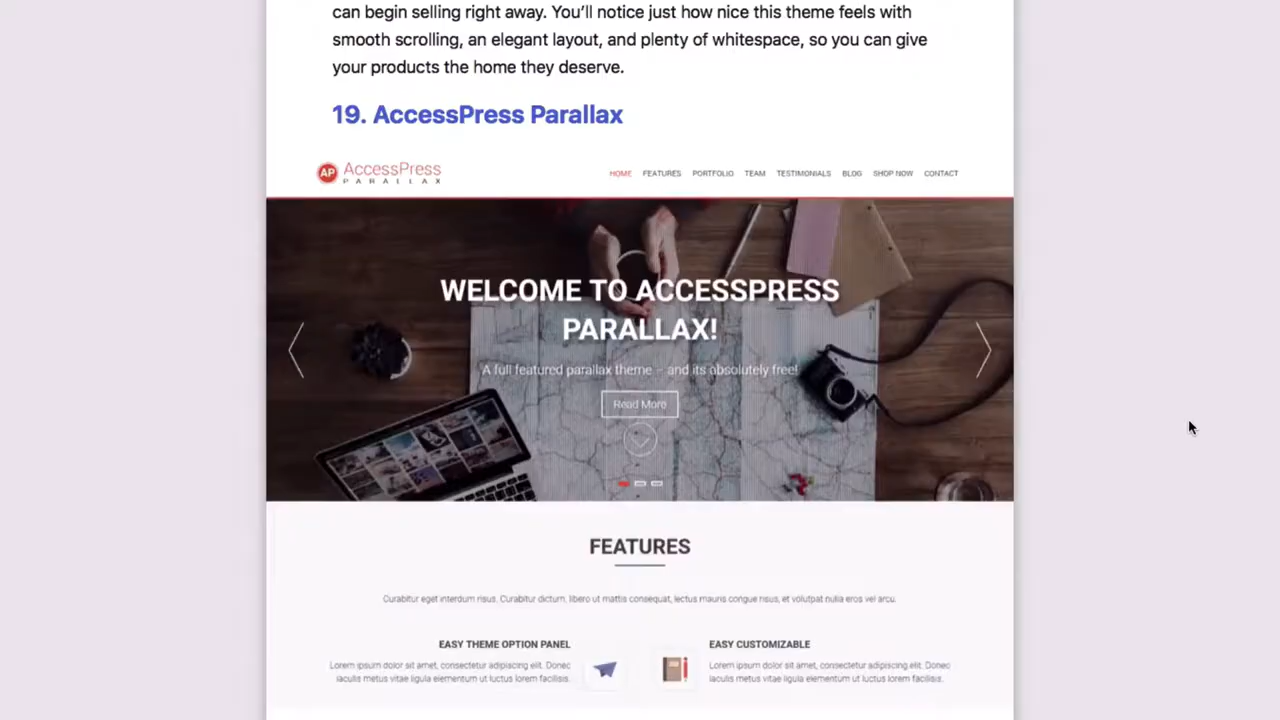 can begin selling right away. You’ll notice just how nice this theme feels with
smooth scrolling, an elegant layout, and plenty of whitespace, so you can give
your products the home they deserve.
19. AccessPress Parallax
AP AccessPress
PARALLAX
HOME FEATURES PORTFOLIO TEAM TESTIMONIALS BLOG SHOP NOW CONTACT
WELCOME TO ACCESSPRESS
PARALLAX!
A full featured parallax theme – and its absolutely free!
Read More
FEATURES
Curabitur eget interdum risus. Curabitur dictum, libero ut mattis consequat, lectus mauris congue risus, et volutpat nulla eros vel arcu.
EASY THEME OPTION PANEL
Lorem ipsum dolor sit amet, consectetur adipiscing elit. Donec
iaculis metus vitae ligula elementum ut luctus lorem facilisis.
EASY CUSTOMIZABLE
Lorem ipsum dolor sit amet, consectetur adipiscing elit. Donec
iaculis metus vitae ligula elementum ut luctus lorem facilisis.